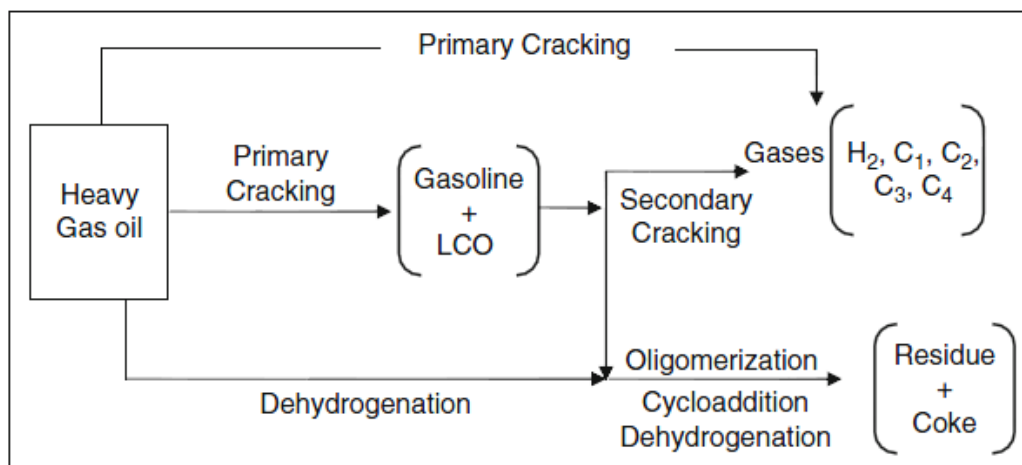 Primary Cracking
Heavy
Gas oil
Primary
Cracking
Gasoline
+
LCO
Gases
H₂, C₁, C₂,
C₃, C₄
Secondary
Cracking
Dehydrogenation
Oligomerization
Cycloaddition
Dehydrogenation
Residue
+
Coke